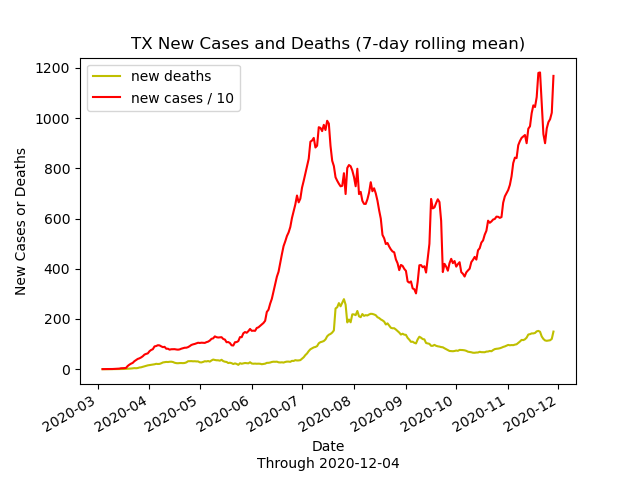 TX New Cases and Deaths (7-day rolling mean)
new deaths
new cases / 10
New Cases or Deaths
1200
1000
800
600
400
200
0
2020-03
2020-04
2020-05
2020-06
2020-07
2020-08
2020-09
2020-10
2020-11
2020-12
Date
Through 2020-12-04